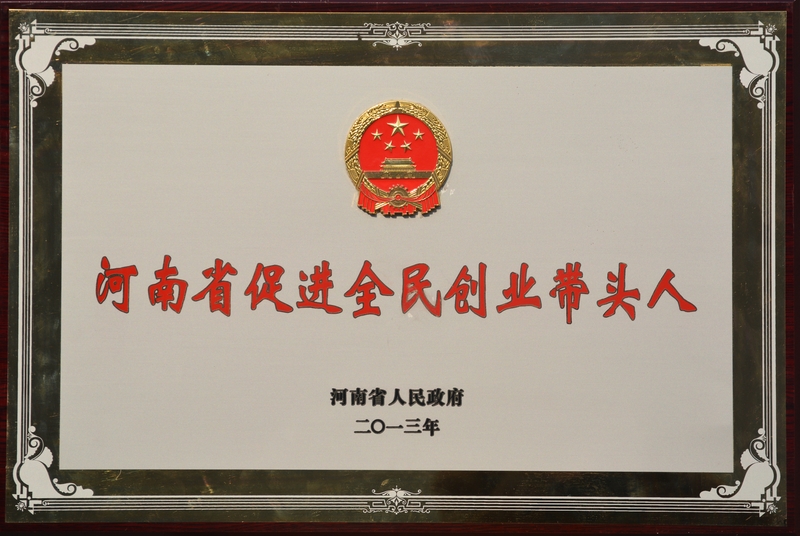 河南省促进全民创业带头人
河南省人民政府
二〇一三年